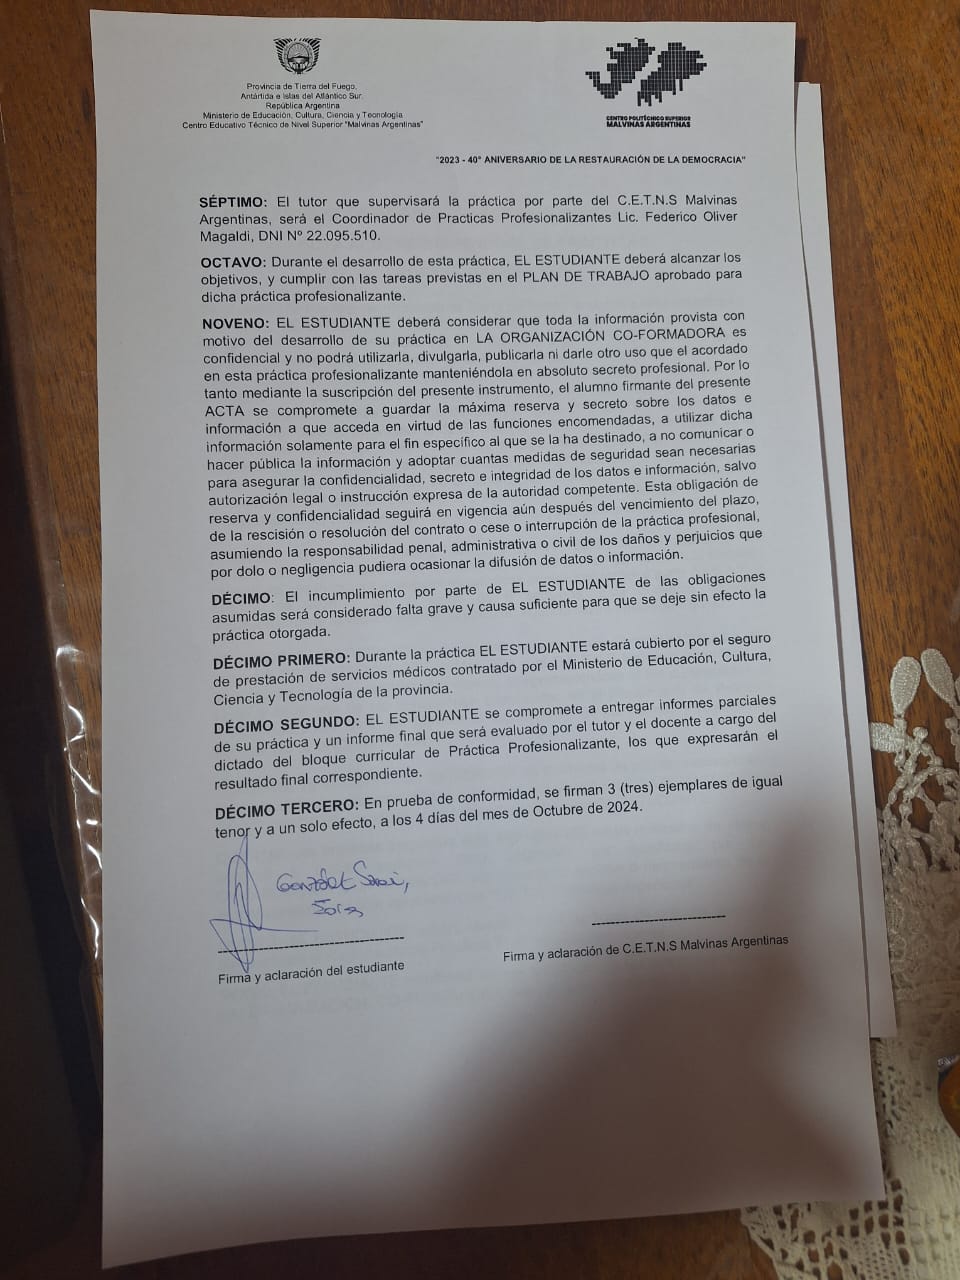 Provincia de Tierra del Fuego,
Antártida e Islas del Atlántico Sur.
República Argentina
Ministerio de Educación, Cultura, Ciencia y Tecnología
Centro Educativo Técnico de Nivel Superior "Malvinas Argentinas"
CENTRO POLITÉCNICO SUPERIOR
MALVINAS ARGENTINAS
"2023 - 40° ANIVERSARIO DE LA RESTAURACIÓN DE LA DEMOCRACIA"
SÉPTIMO: El tutor que supervisará la práctica por parte del C.E.T.N.S Malvinas
Argentinas, será el Coordinador de Practicas Profesionalizantes Lic. Federico Oliver
Magaldi, DNI Nº 22.095.510.
OCTAVO: Durante el desarrollo de esta práctica, EL ESTUDIANTE deberá alcanzar los
objetivos, y cumplir con las tareas previstas en el PLAN DE TRABAJO aprobado para
dicha práctica profesionalizante.
NOVENO: EL ESTUDIANTE deberá considerar que toda la información provista con
motivo del desarrollo de su práctica en LA ORGANIZACIÓN CO-FORMADORA es
confidencial y no podrá utilizarla, divulgarla, publicarla ni darle otro uso que el acordado
en esta práctica profesionalizante manteniéndola en absoluto secreto profesional. Por lo
tanto mediante la suscripción del presente instrumento, el alumno firmante del presente
ACTA se compromete a guardar la máxima reserva y secreto sobre los datos e
información a que acceda en virtud de las funciones encomendadas, a utilizar dicha
información solamente para el fin específico al que se la ha destinado, a no comunicar o
hacer pública la información y adoptar cuantas medidas de seguridad sean necesarias
para asegurar la confidencialidad, secreto e integridad de los datos e información, salvo
autorización legal o instrucción expresa de la autoridad competente. Esta obligación de
reserva y confidencialidad seguirá en vigencia aún después del vencimiento del plazo,
de la rescisión o resolución del contrato o cese o interrupción de la práctica profesional,
asumiendo la responsabilidad penal, administrativa o civil de los daños y perjuicios que
por dolo o negligencia pudiera ocasionar la difusión de datos o información.
DÉCIMO: El incumplimiento por parte de EL ESTUDIANTE de las obligaciones
asumidas será considerado falta grave y causa suficiente para que se deje sin efecto la
práctica otorgada.
DÉCIMO PRIMERO: Durante la práctica EL ESTUDIANTE estará cubierto por el seguro
de prestación de servicios médicos contratado por el Ministerio de Educación, Cultura,
Ciencia y Tecnología de la provincia.
DÉCIMO SEGUNDO: EL ESTUDIANTE se compromete a entregar informes parciales
de su práctica y un informe final que será evaluado por el tutor y el docente a cargo del
dictado del bloque curricular de Práctica Profesionalizante, los que expresarán el
resultado final correspondiente.
DÉCIMO TERCERO: En prueba de conformidad, se firman 3 (tres) ejemplares de igual
tenor y a un solo efecto, a los 4 días del mes de Octubre de 2024.
Firma y aclaración del estudiante
Firma y aclaración de C.E.T.N.S Malvinas Argentinas